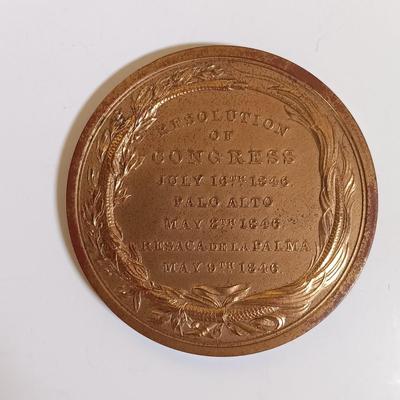 RESOLUTION
OF
CONGRESS
JULY 16TH 1846.
PALO ALTO
MAY 8TH 1846.
RESACA DE LA PALMA
MAY 9TH 1846.